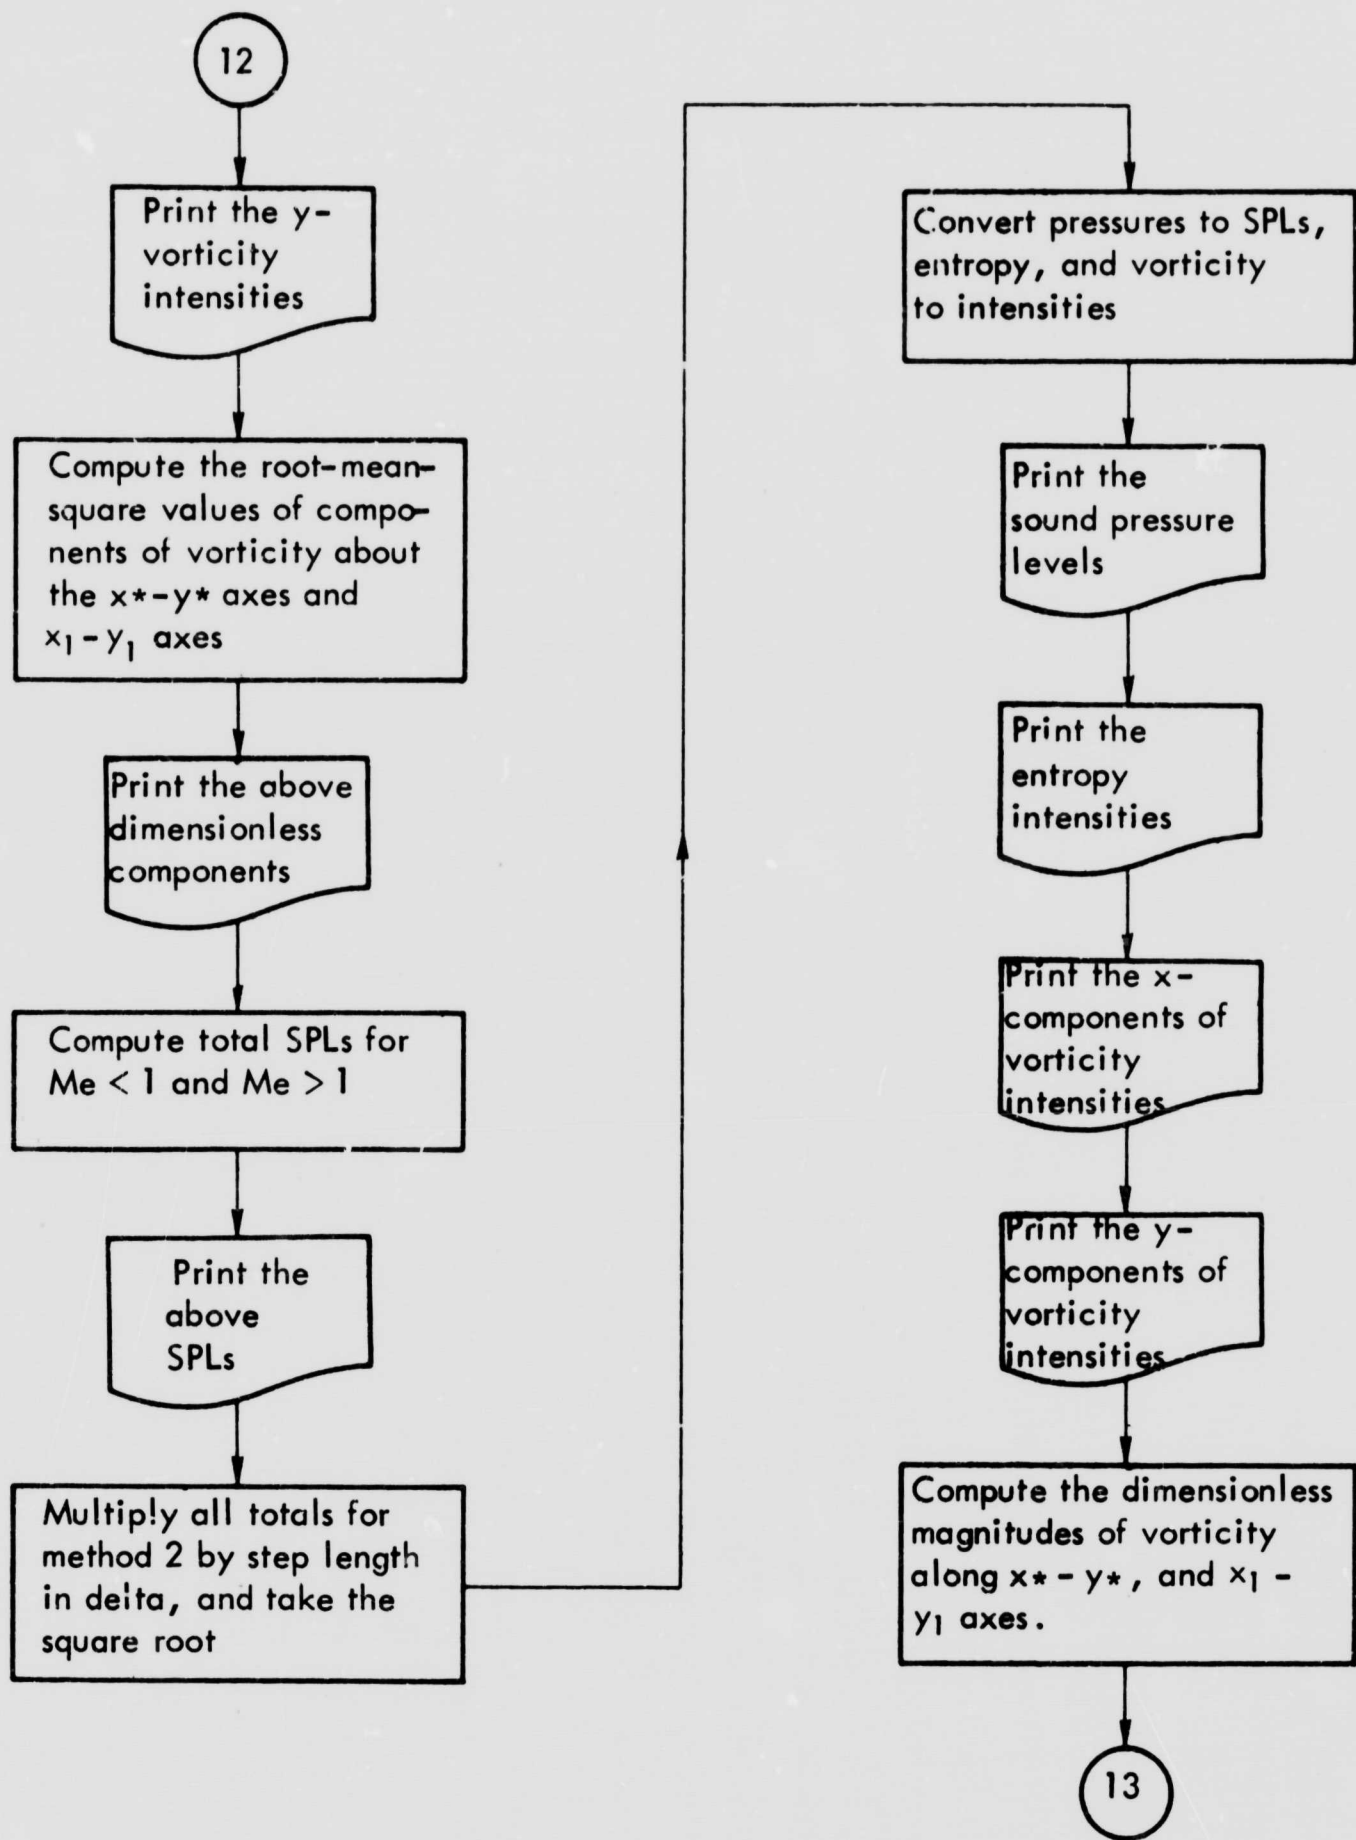 12
Print the y-
vorticity
intensities
Compute the root-mean-
square values of compo-
nents of vorticity about
the x*-y* axes and
x₁-y₁ axes
Print the above
dimensionless
components
Compute total SPLs for
Me < 1 and Me > 1
Print the
above
SPLs
Multiply all totals for
method 2 by step length
in delta, and take the
square root
Convert pressures to SPLs,
entropy, and vorticity
to intensities
Print the
sound pressure
levels
Print the
entropy
intensities
Print the x-
components of
vorticity
intensities
Print the y-
components of
vorticity
intensities
Compute the dimensionless
magnitudes of vorticity
along x* - y*, and x₁ -
y₁ axes.
13